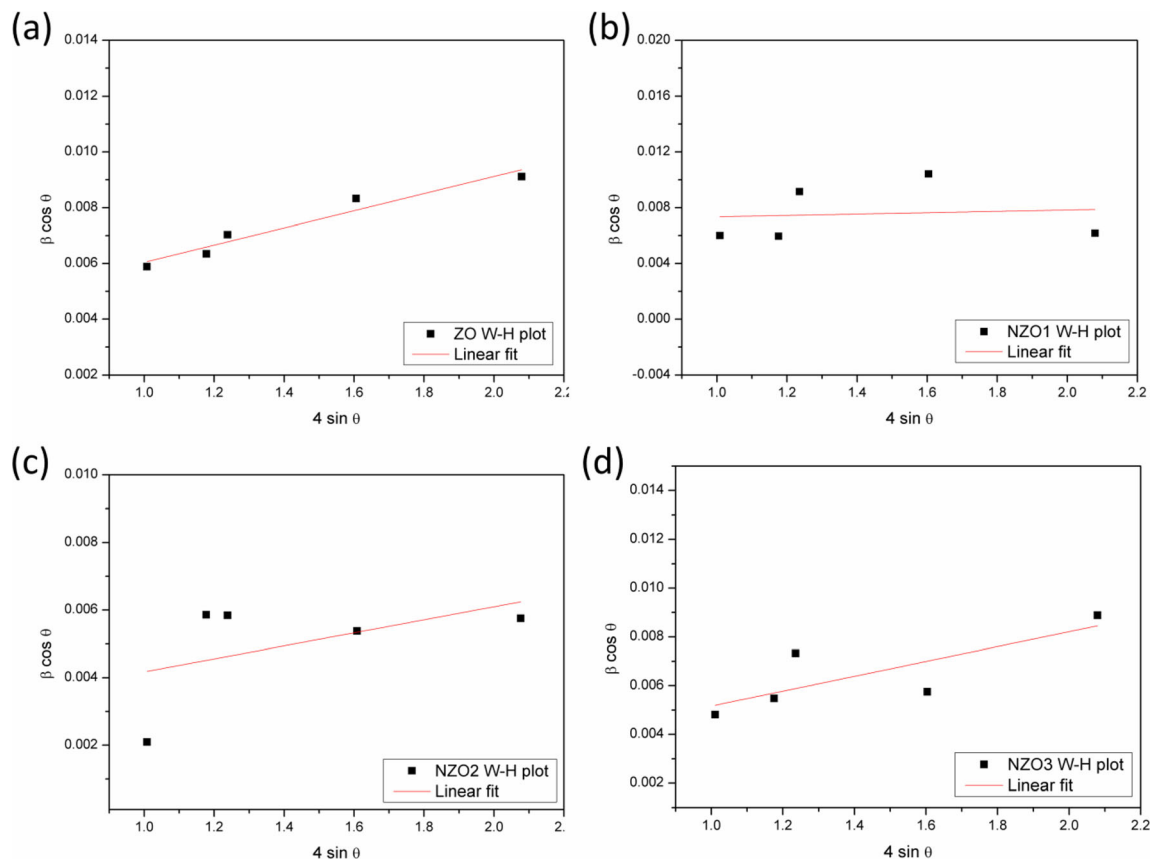 (a)
0.014
0.012
0.010
0.008
0.006
0.004
0.002
β cos θ
1.0 1.2 1.4 1.6 1.8 2.0 2.2
4 sin θ
ZO W-H plot
Linear fit
(b)
0.020
0.016
0.012
0.008
0.004
0.000
-0.004
β cos θ
1.0 1.2 1.4 1.6 1.8 2.0 2.2
4 sin θ
NZO1 W-H plot
Linear fit
(c)
0.010
0.008
0.006
0.004
0.002
β cos θ
1.0 1.2 1.4 1.6 1.8 2.0 2.
4 sin θ
NZO2 W-H plot
Linear fit
(d)
0.014
0.012
0.010
0.008
0.006
0.004
0.002
β cos θ
1.0 1.2 1.4 1.6 1.8 2.0 2.2
4 sin θ
NZO3 W-H plot
Linear fit